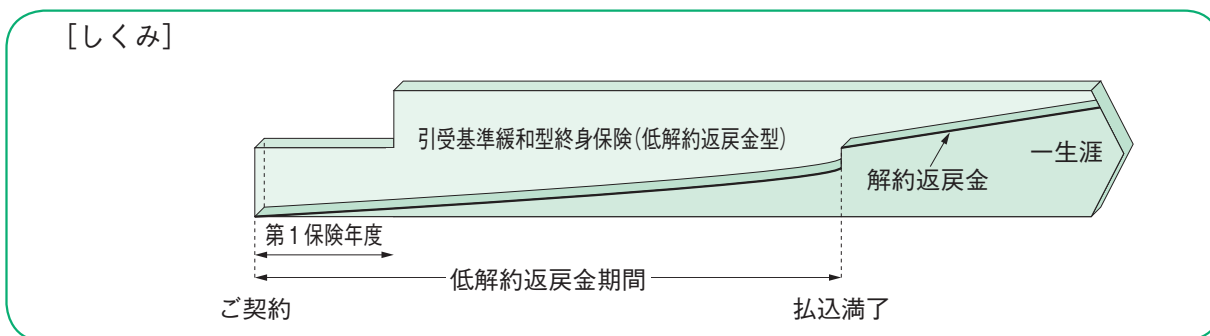 ［しくみ］
引受基準緩和型終身保険（低解約返戻金型）
一生涯
解約返戻金
第１保険年度
低解約返戻金期間
ご契約
払込満了